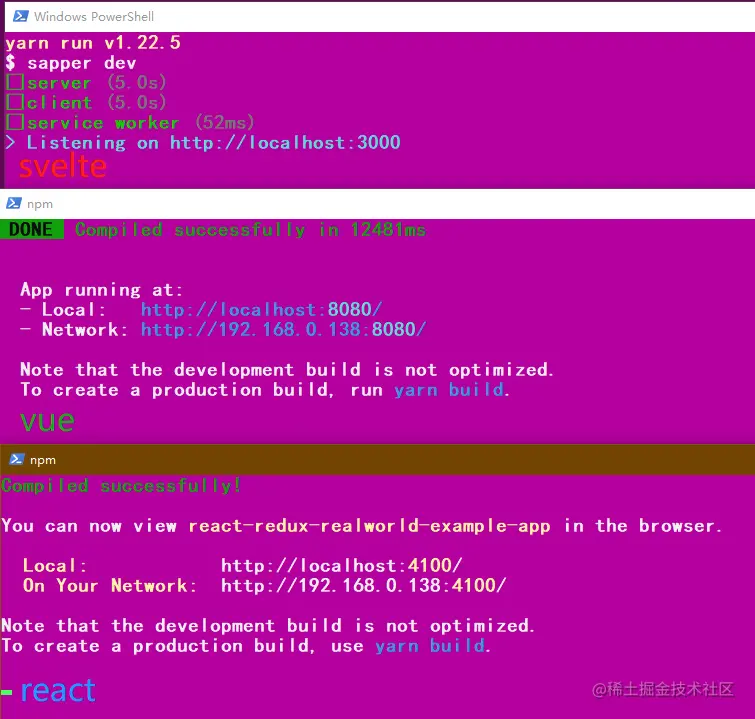 Windows PowerShell
yarn run v1.22.5
$ sapper dev
server (5.0s)
client (5.0s)
service worker (52ms)
> Listening on http://localhost:3000
svelte
npm
DONE Compiled successfully in 12481ms
App running at:
- Local: http://localhost:8080/
- Network: http://192.168.0.138:8080/
Note that the development build is not optimized.
To create a production build, run yarn build.
vue
npm
Compiled successfully!
You can now view react-redux-realworld-example-app in the browser.
Local: http://localhost:4100/
On Your Network: http://192.168.0.138:4100/
Note that the development build is not optimized.
To create a production build, use yarn build.
react
@稀土掘金技术社区